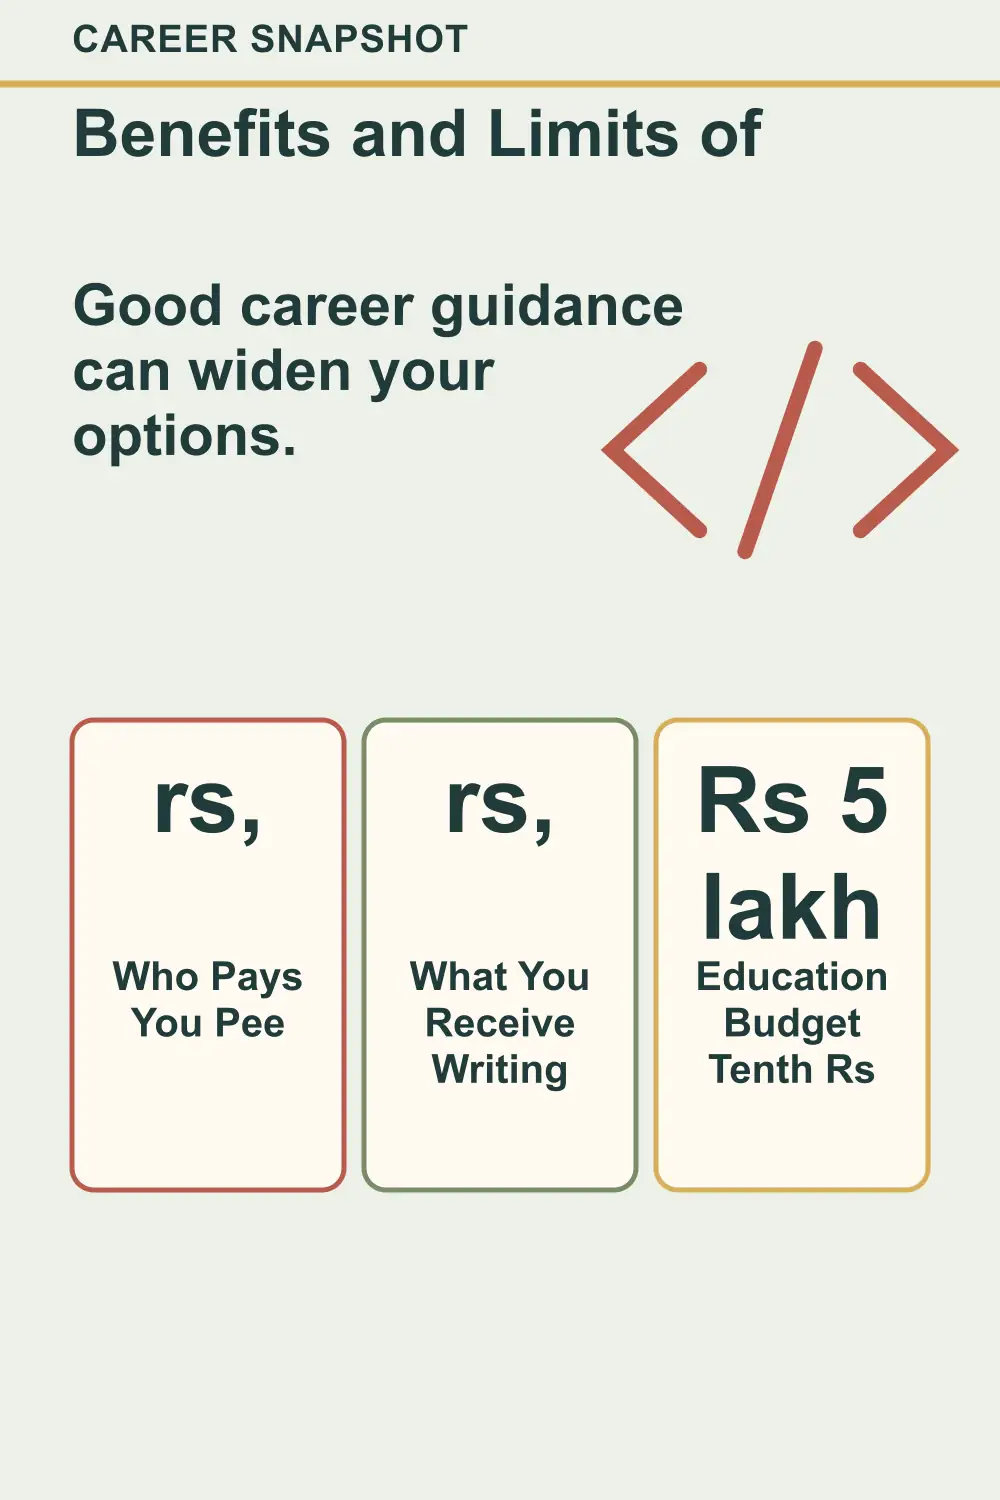 CAREER SNAPSHOT
Benefits and Limits of
Good career guidance
can widen your
options.
rs,
Who Pays
You Pee
rs,
What You
Receive
Writing
Rs 5
lakh
Education
Budget
Tenth Rs